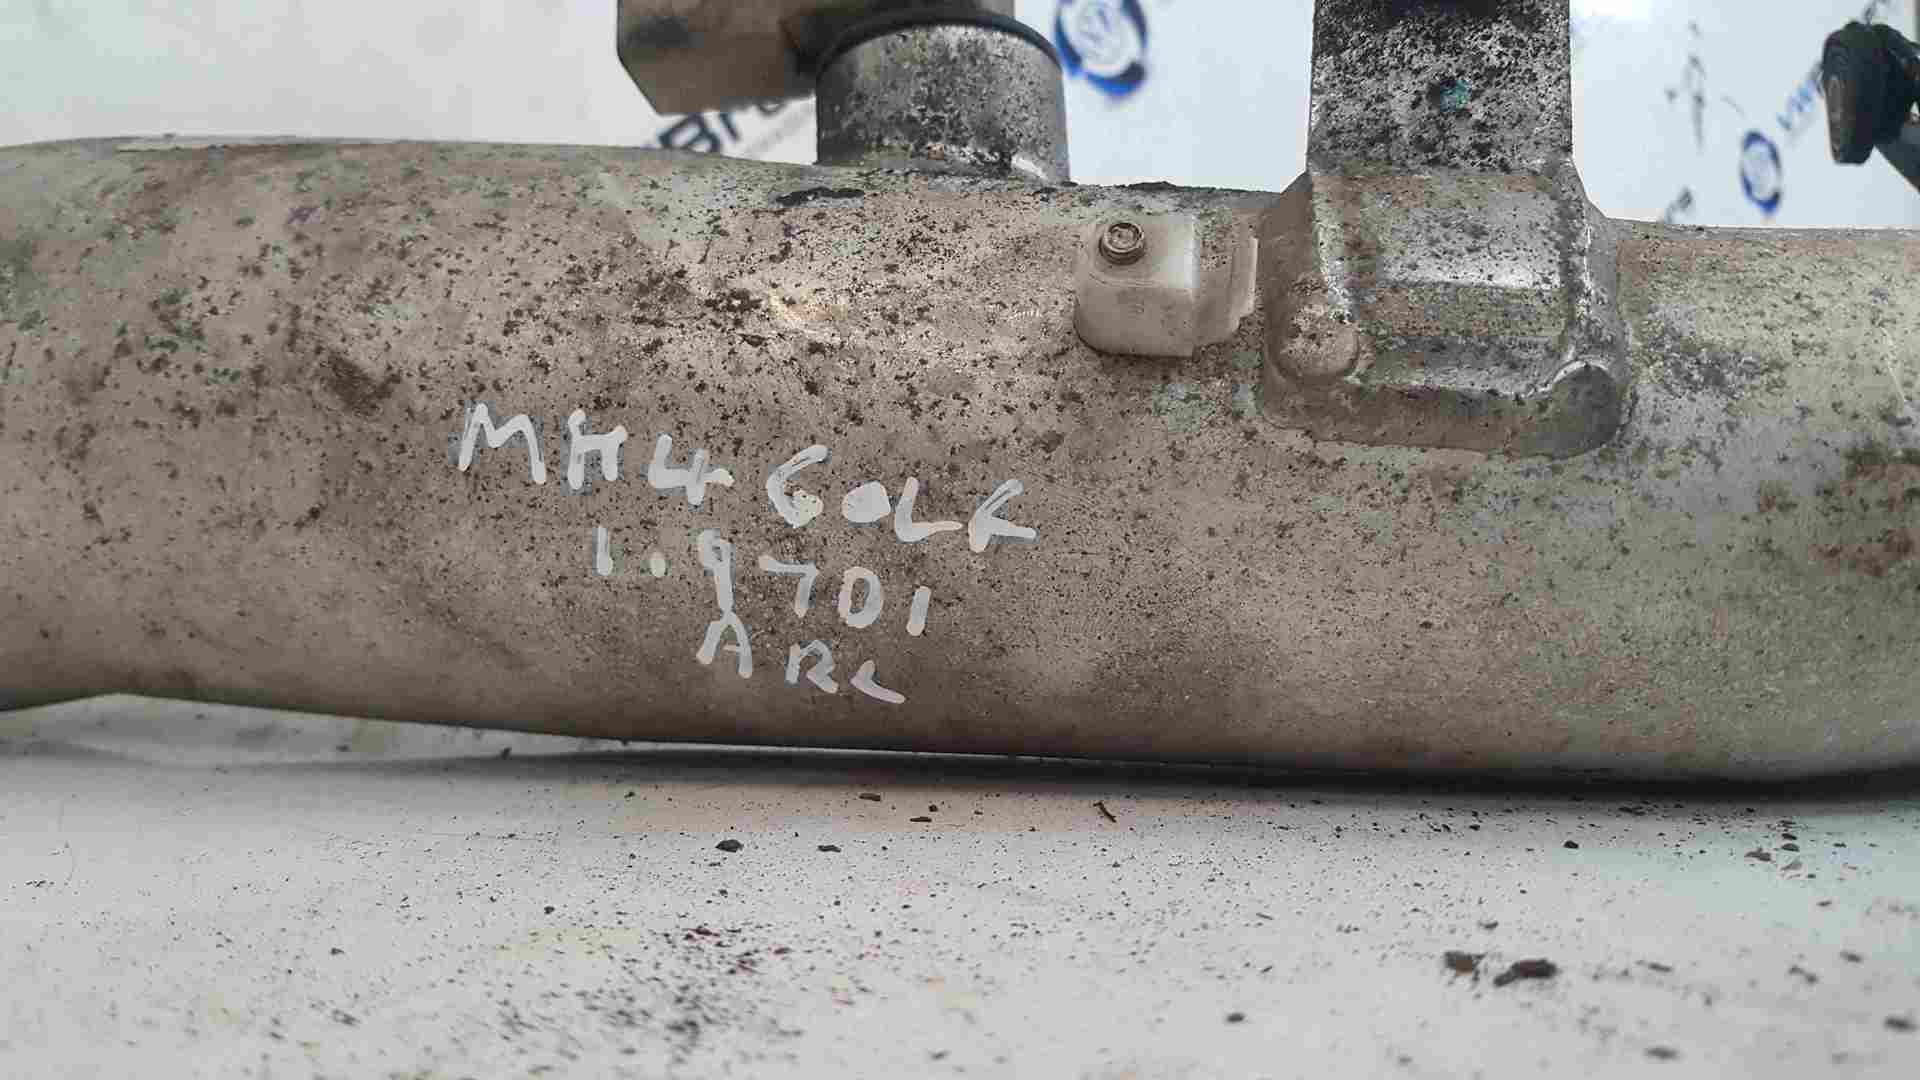 MK4 GOLF
1.9 TDI
ARL